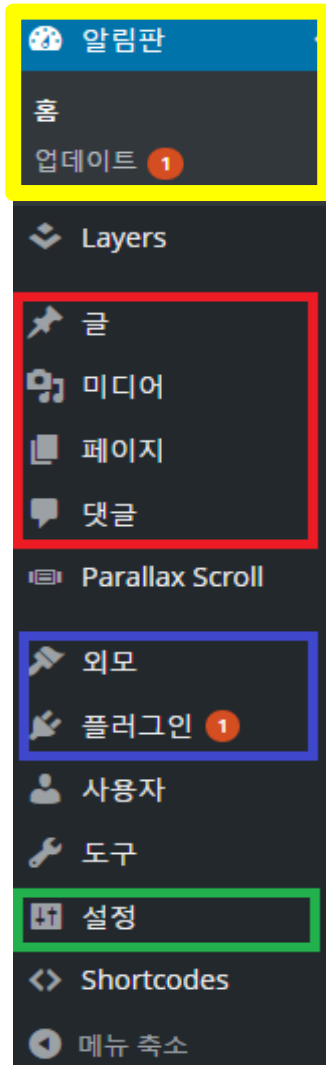 알림판
홈
업데이트 1
Layers
글
미디어
페이지
댓글
Parallax Scroll
외모
플러그인 1
사용자
도구
설정
Shortcodes
메뉴 축소